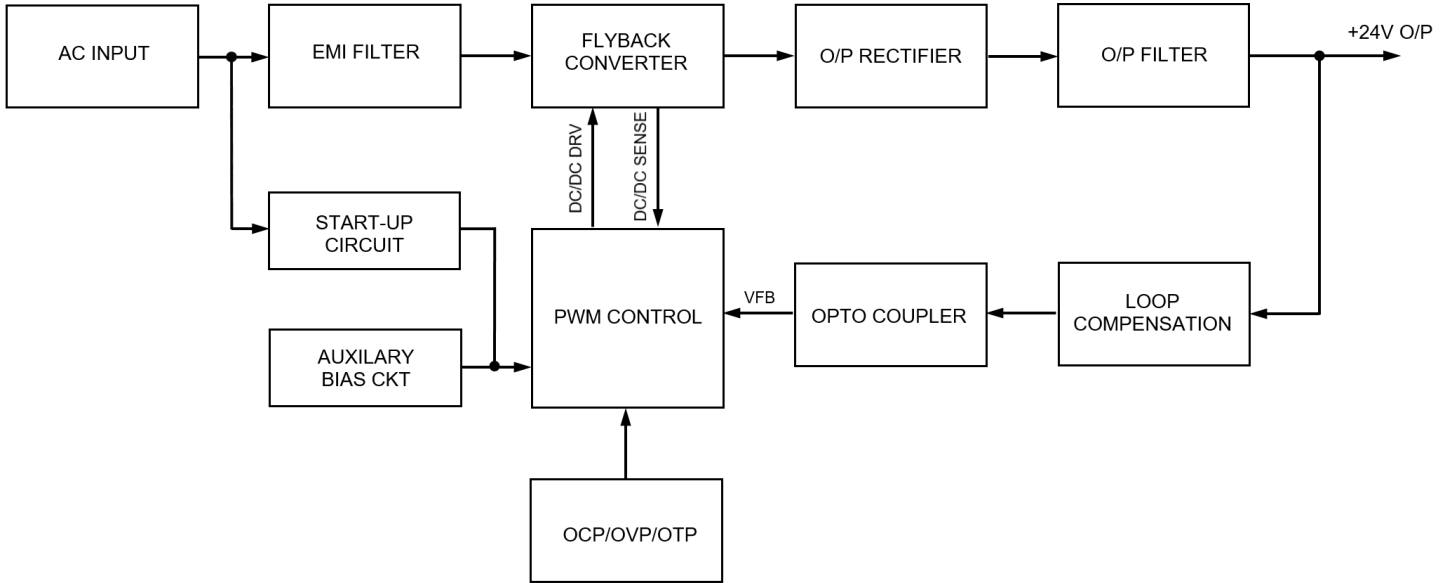 AC INPUT
EMI FILTER
FLYBACK
CONVERTER
O/P RECTIFIER
O/P FILTER
+24V O/P
DC/DC DRV
DC/DC SENSE
START-UP
CIRCUIT
AUXILARY
BIAS CKT
PWM CONTROL
VFB
OPTO COUPLER
LOOP
COMPENSATION
OCP/OVP/OTP